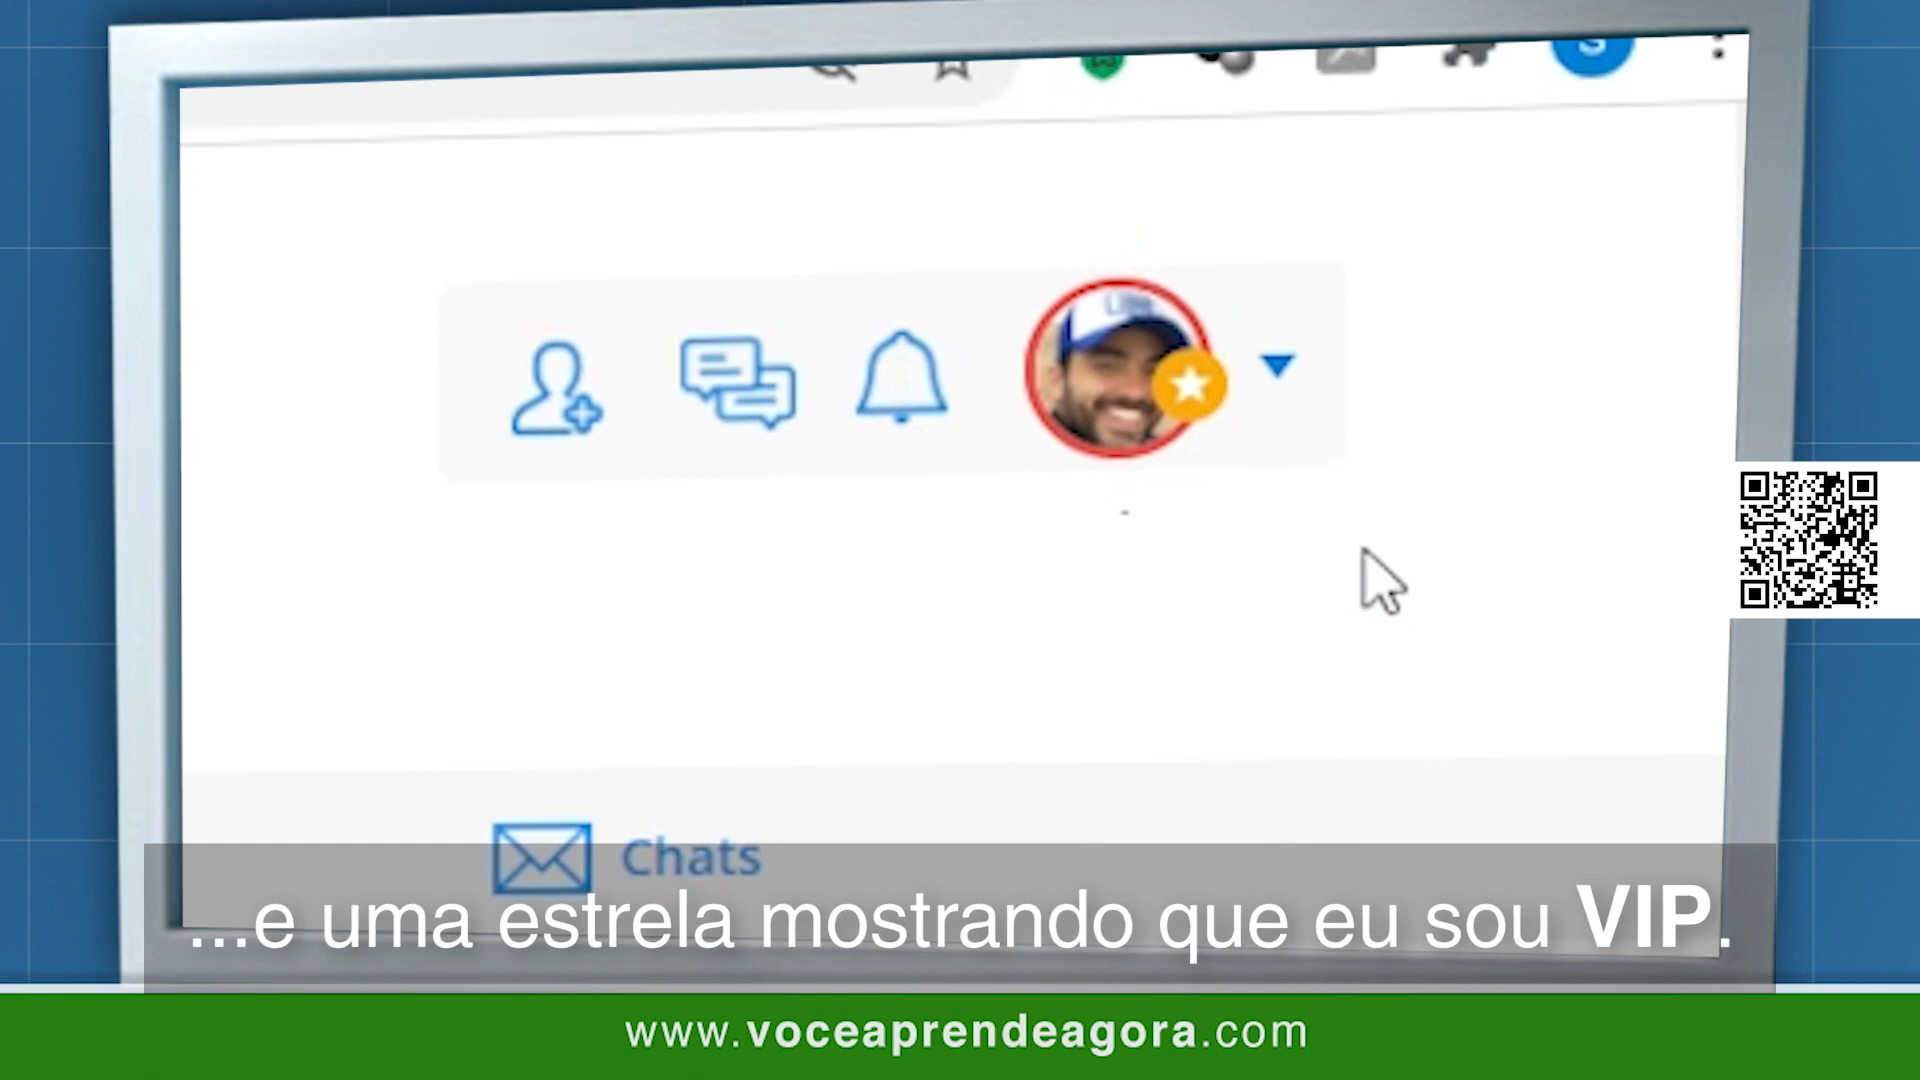 S
Chats
...e uma estrela mostrando que eu sou VIP.
www.voceaprendeagora.com